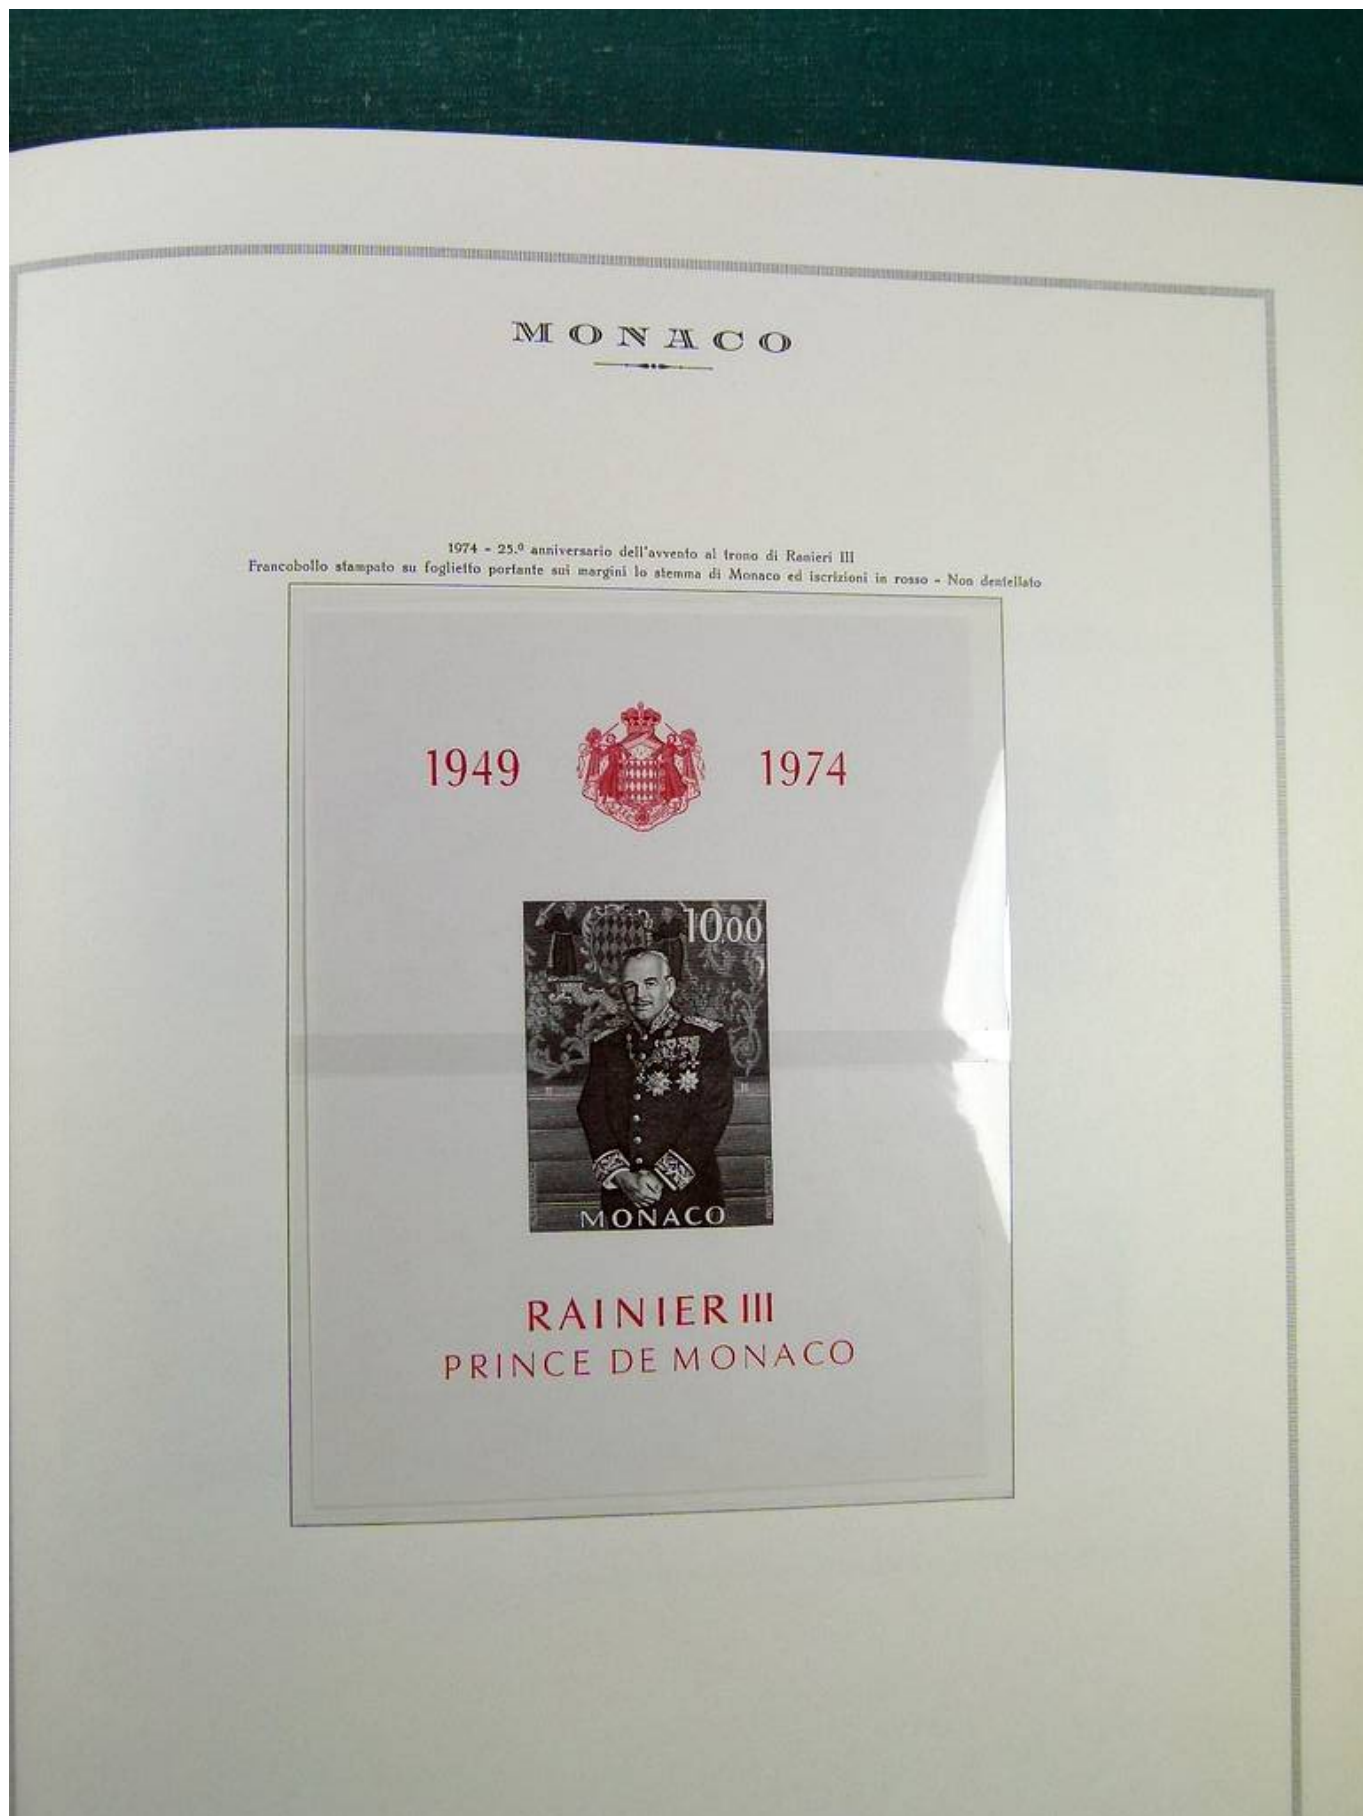 MONACO
1974 - 25.º anniversario dell'avvento al trono di Ranieri III
Francobollo stampato su foglietto portante sui margini lo stemma di Monaco ed iscrizioni in rosso - Non dentellato
1949 1974
10.00
MONACO
RAINIER III
PRINCE DE MONACO